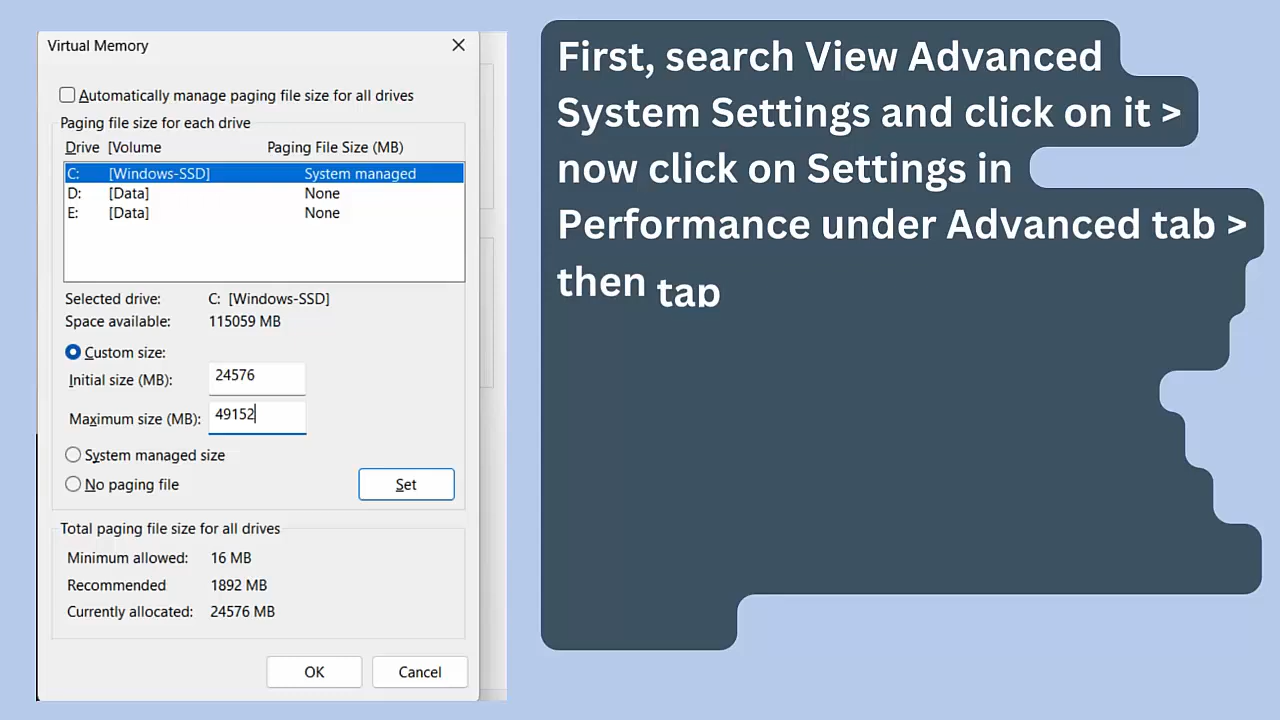 Virtual Memory
Automatically manage paging file size for all drives
Paging file size for each drive
Drive [Volume Paging File Size (MB)
C: [Windows-SSD] System managed
D: [Data] None
E: [Data] None
Selected drive: C: [Windows-SSD]
Space available: 115059 MB
Custom size:
Initial size (MB): 24576
Maximum size (MB): 49152
System managed size
No paging file
Set
Total paging file size for all drives
Minimum allowed: 16 MB
Recommended 1892 MB
Currently allocated: 24576 MB
OK Cancel
First, search View Advanced
System Settings and click on it >
now click on Settings in
Performance under Advanced tab >
then tap